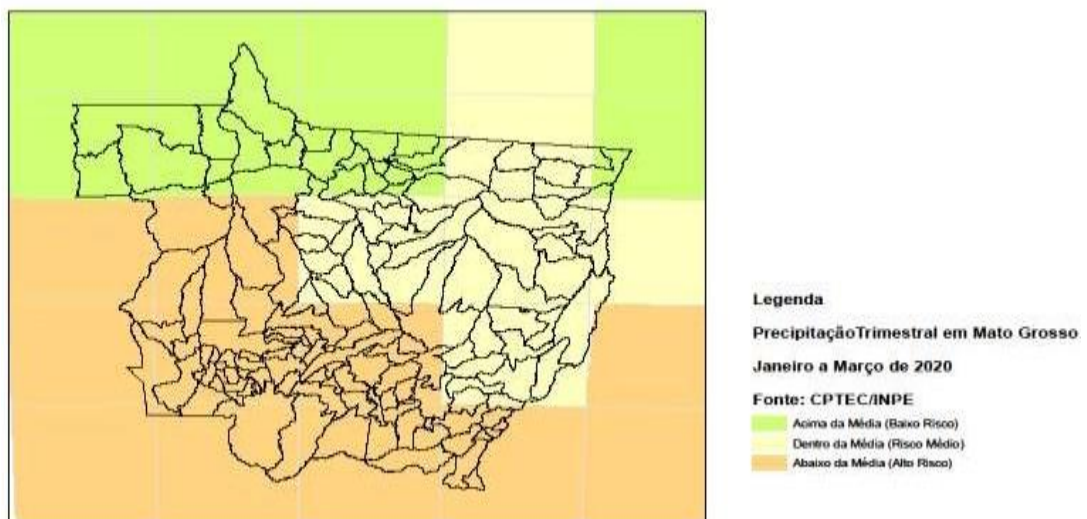 Legenda
PrecipitaçãoTrimestral em Mato Grosso
Janeiro a Março de 2020
Fonte: CPTEC/INPE
Acima da Média (Baixo Risco)
Dentro da Média (Risco Médio)
Abaixo da Média (Alto Risco)